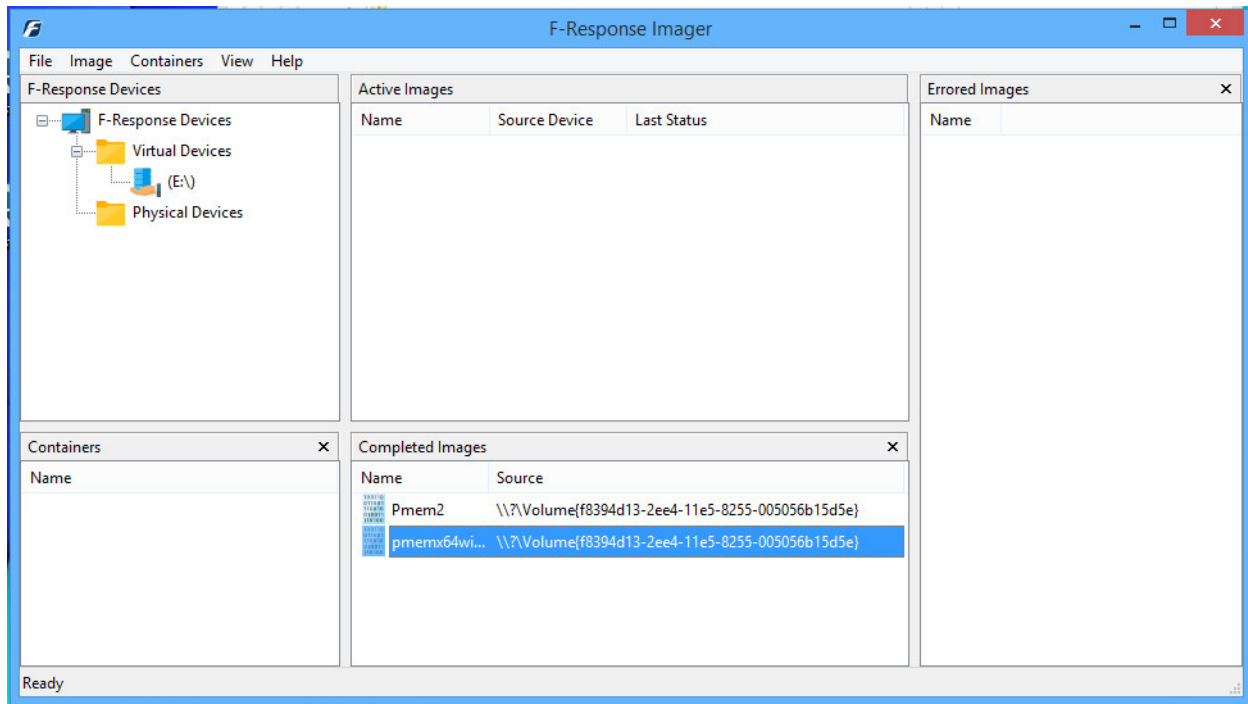 F-Response Imager
File Image Containers View Help
F-Response Devices
F-Response Devices
Virtual Devices
(E:\)
Physical Devices
Active Images
Name Source Device Last Status
Errored Images
Name
Containers
Name
Completed Images
Name Source
Pmem2 \\?\Volume{f8394d13-2ee4-11e5-8255-005056b15d5e}
pmemx64wi... \\?\Volume{f8394d13-2ee4-11e5-8255-005056b15d5e}
Ready